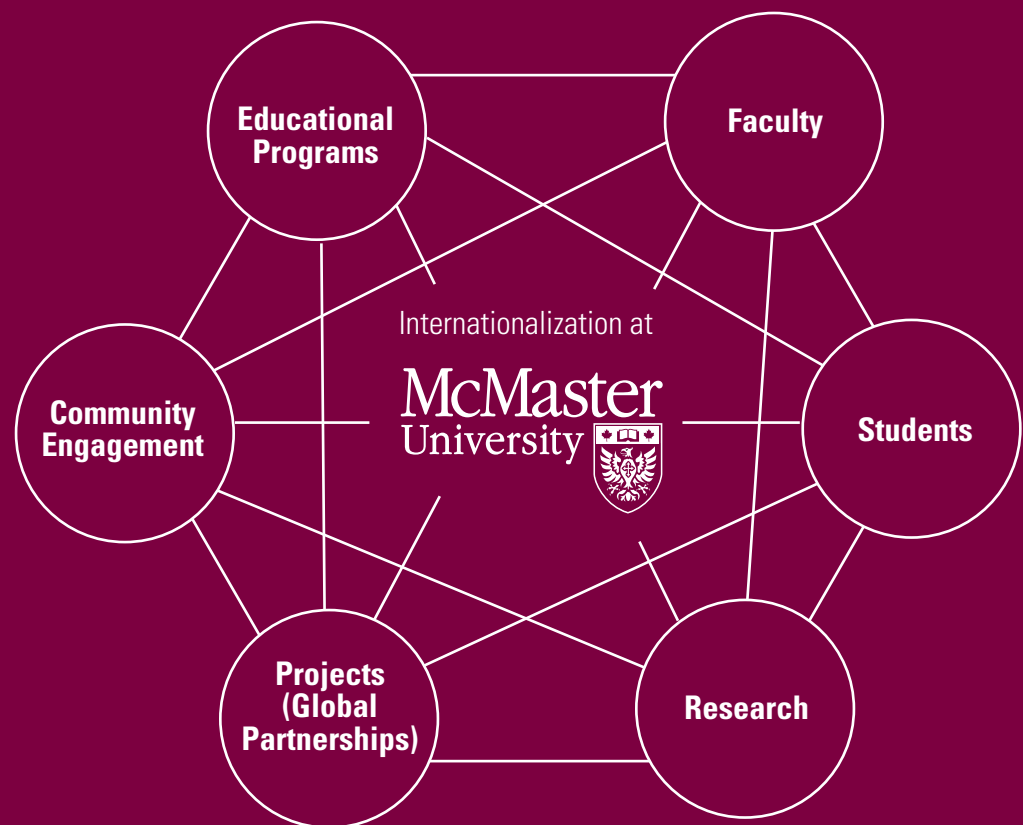 Educational
Programs
Faculty
Internationalization at
McMaster
University
Community
Engagement
Students
Projects
(Global
Partnerships)
Research